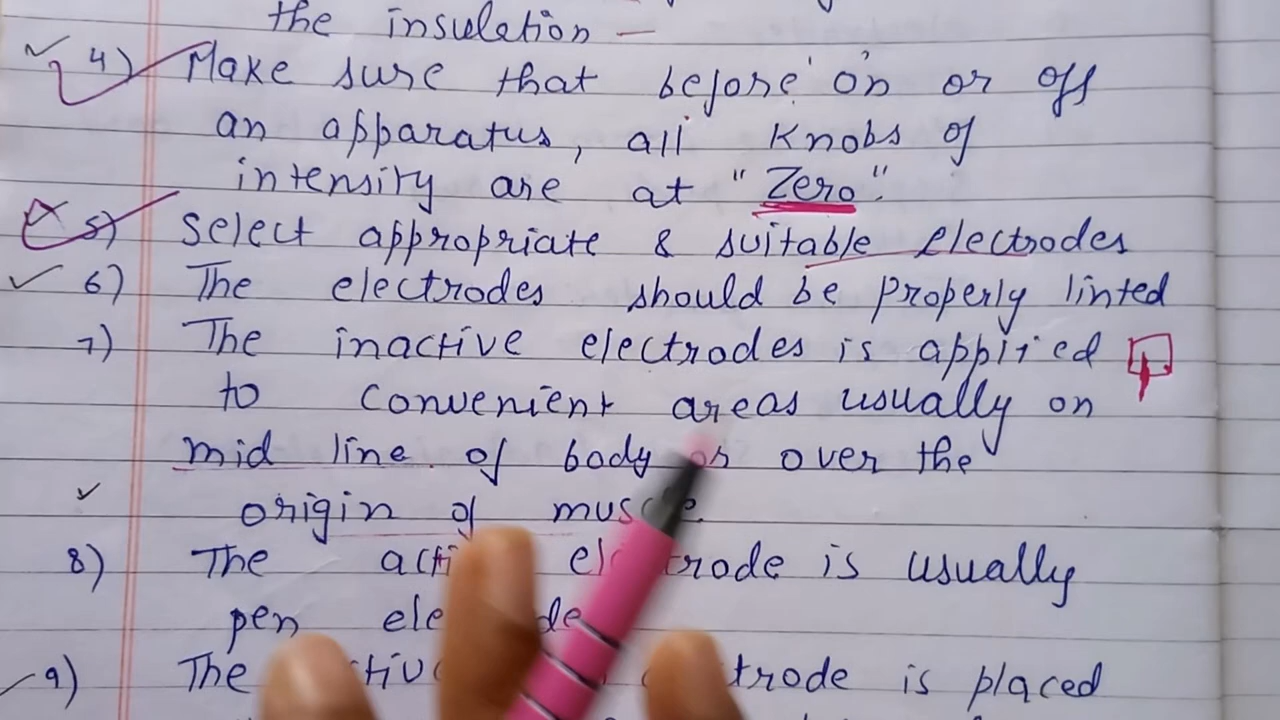 the insulation —
4) Make sure that before on or off
an apparatus, all Knobs of
intensity are at "Zero".
5) Select appropriate & suitable electrodes
6) The electrodes should be properly linted
7) The inactive electrodes is applied
to convenient areas usually on
mid line of body or over the
origin of muscle.
8) The electrode is usually
pen
9) The is placed